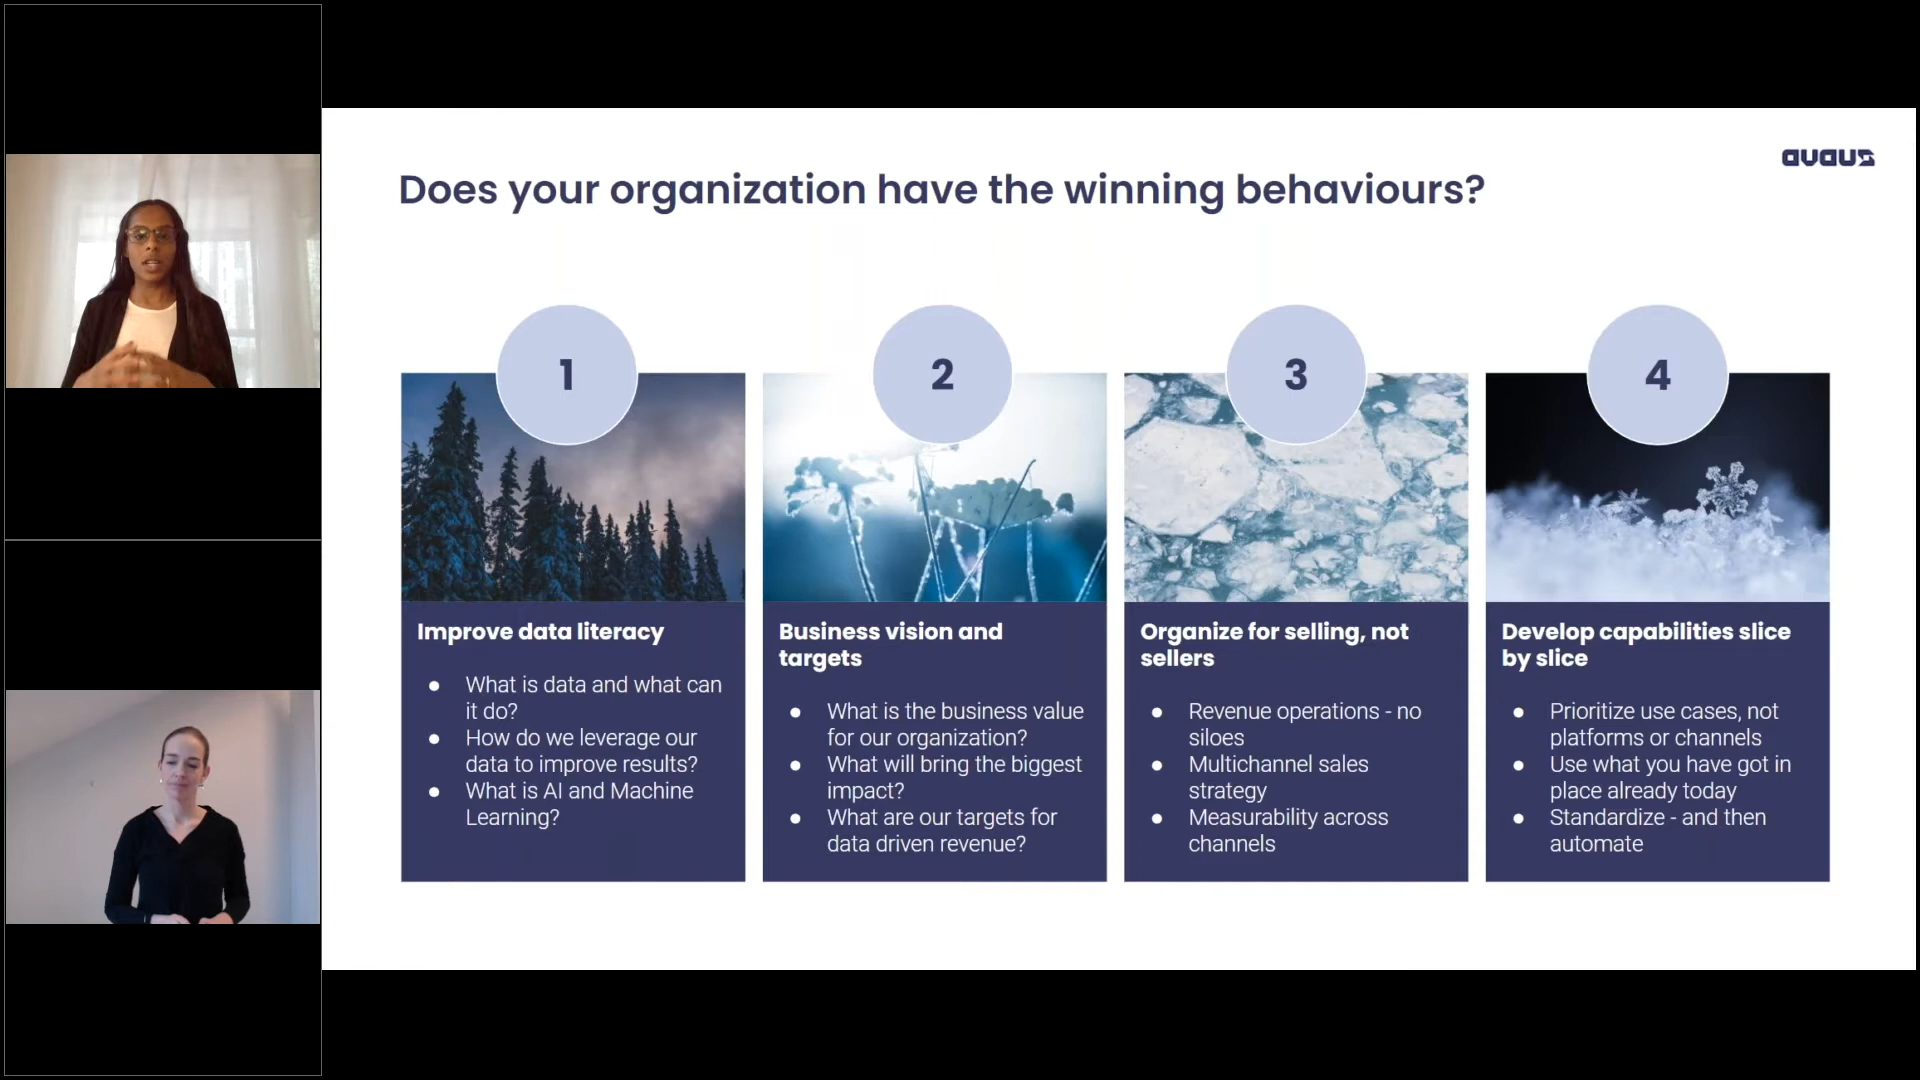 avaus
Does your organization have the winning behaviours?
1
Improve data literacy
● What is data and what can
it do?
● How do we leverage our
data to improve results?
● What is AI and Machine
Learning?
2
Business vision and
targets
● What is the business value
for our organization?
● What will bring the biggest
impact?
● What are our targets for
data driven revenue?
3
Organize for selling, not
sellers
● Revenue operations - no
siloes
● Multichannel sales
strategy
● Measurability across
channels
4
Develop capabilities slice
by slice
● Prioritize use cases, not
platforms or channels
● Use what you have got in
place already today
● Standardize - and then
automate